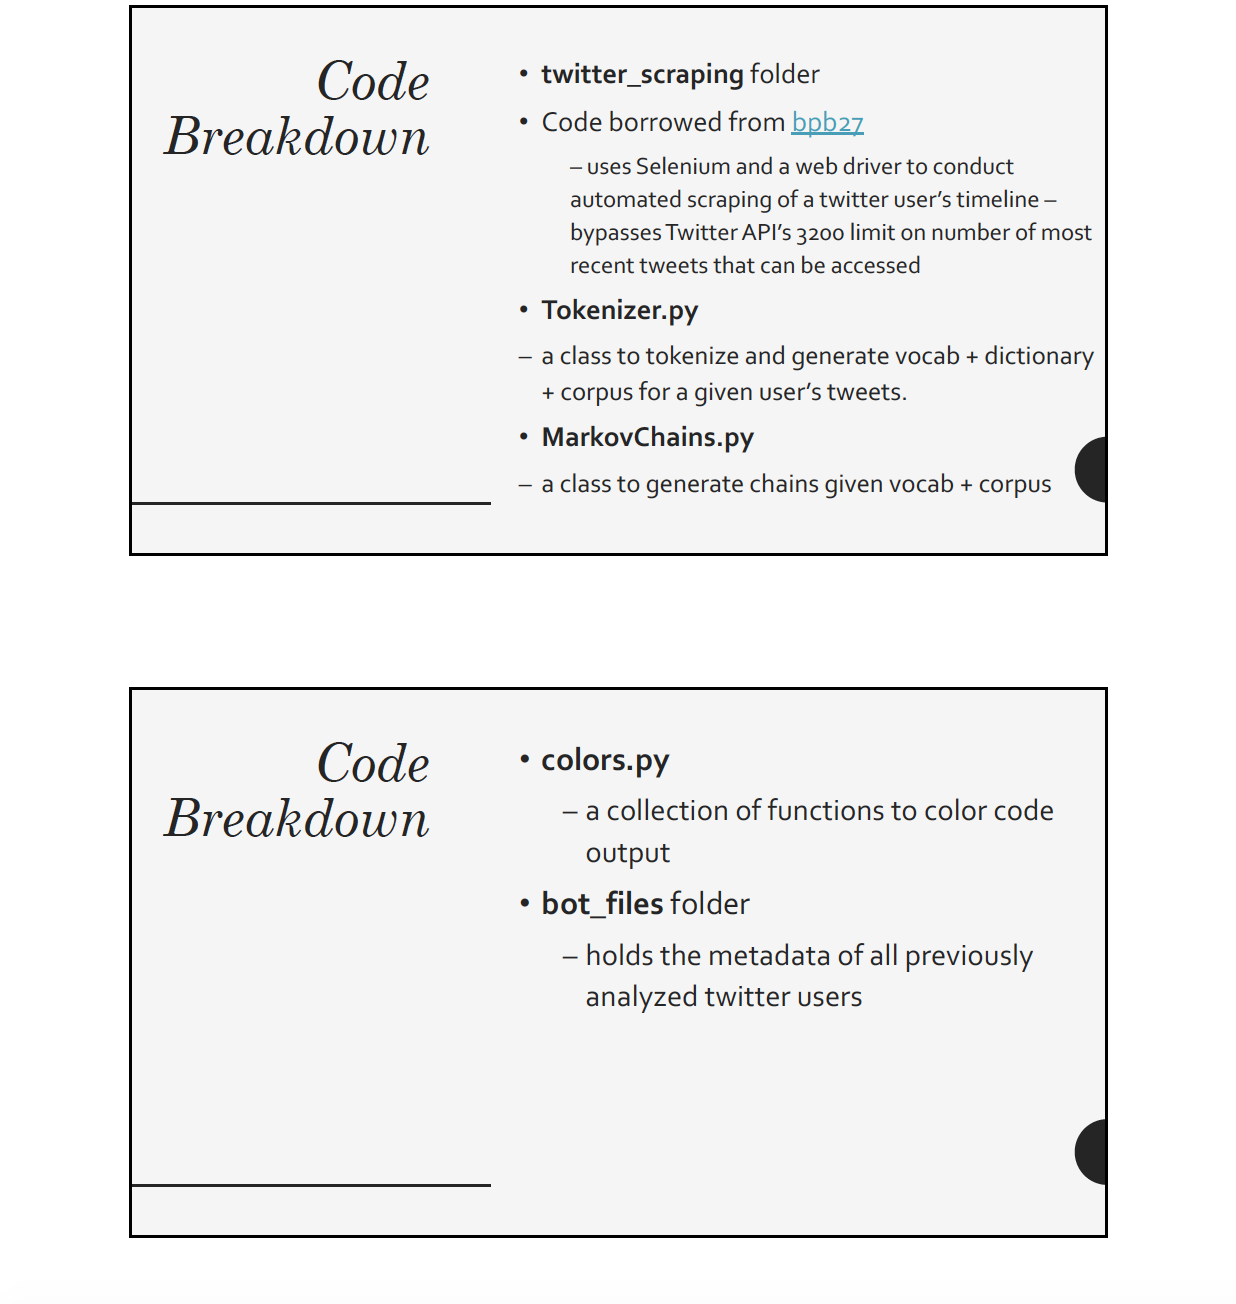 Code
Breakdown
• twitter_scraping folder
• Code borrowed from bpb27
– uses Selenium and a web driver to conduct
automated scraping of a twitter user’s timeline –
bypasses Twitter API’s 3200 limit on number of most
recent tweets that can be accessed
• Tokenizer.py
– a class to tokenize and generate vocab + dictionary
+ corpus for a given user’s tweets.
• MarkovChains.py
– a class to generate chains given vocab + corpus
Code
Breakdown
• colors.py
– a collection of functions to color code
output
• bot_files folder
– holds the metadata of all previously
analyzed twitter users